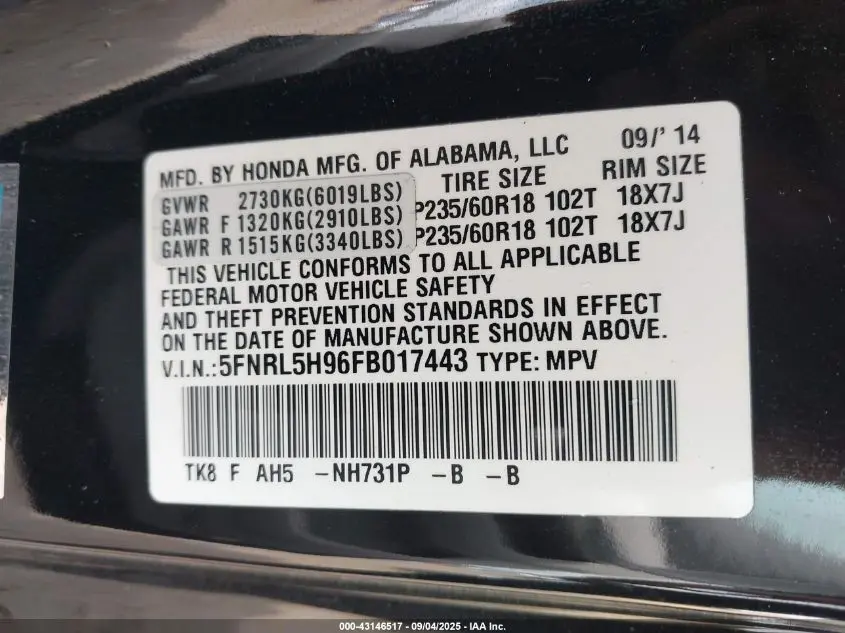 MFD. BY HONDA MFG. OF ALABAMA, LLC 09/' 14
GVWR 2730KG(6019LBS) TIRE SIZE RIM SIZE
GAWR F 1320KG(2910LBS) P235/60R18 102T 18X7J
GAWR R 1515KG(3340LBS) P235/60R18 102T 18X7J
THIS VEHICLE CONFORMS TO ALL APPLICABLE
FEDERAL MOTOR VEHICLE SAFETY
AND THEFT PREVENTION STANDARDS IN EFFECT
ON THE DATE OF MANUFACTURE SHOWN ABOVE.
V.I.N.:5FNRL5H96FB017443 TYPE: MPV
TK8 F AH5 -NH731P -B -B
000-43146517 - 09/04/2025 - IAA Inc.